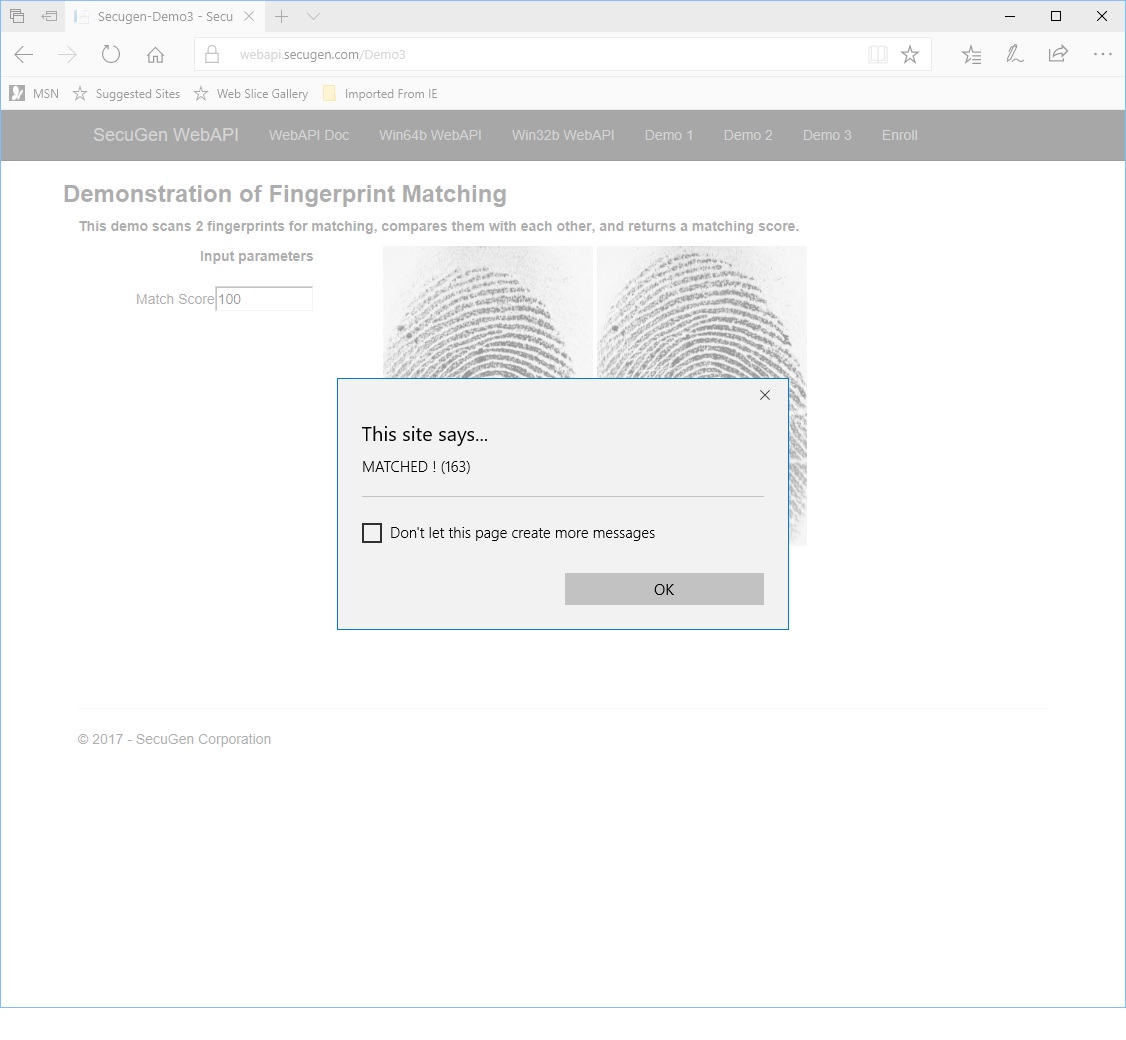 Secugen-Demo3 - Secu
webapi.secugen.com/Demo3
MSN Suggested Sites Web Slice Gallery Imported From IE
SecuGen WebAPI WebAPI Doc Win64b WebAPI Win32b WebAPI Demo 1 Demo 2 Demo 3 Enroll
Demonstration of Fingerprint Matching
This demo scans 2 fingerprints for matching, compares them with each other, and returns a matching score.
Input parameters
Match Score 100
This site says...
MATCHED ! (163)
Don't let this page create more messages
OK
© 2017 - SecuGen Corporation